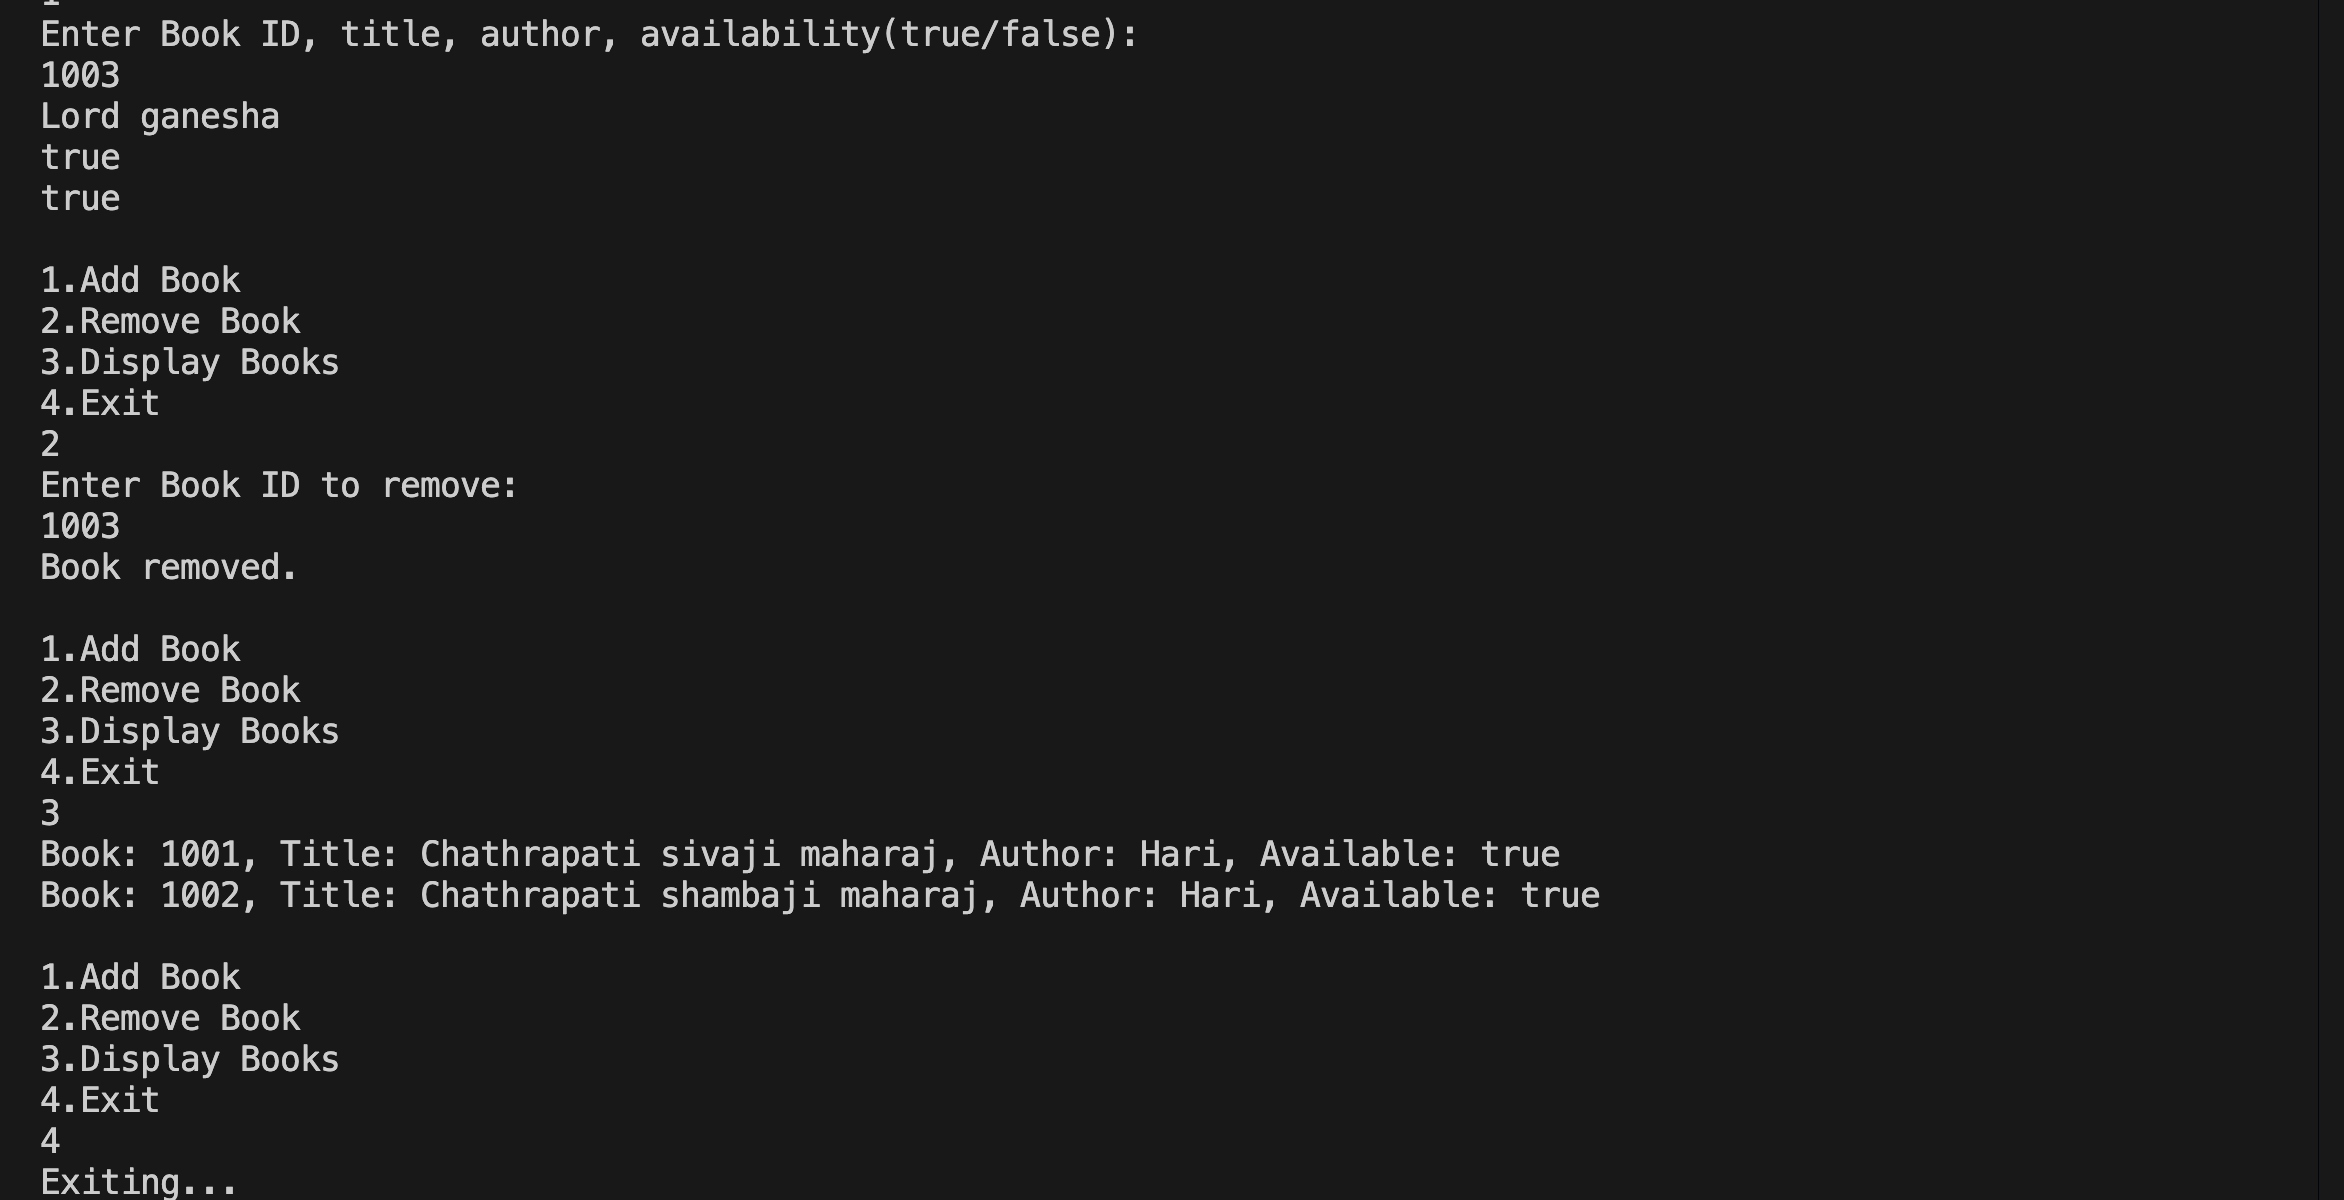 Enter Book ID, title, author, availability(true/false):
1003
Lord ganesha
true
true
1.Add Book
2.Remove Book
3.Display Books
4.Exit
2
Enter Book ID to remove:
1003
Book removed.
1.Add Book
2.Remove Book
3.Display Books
4.Exit
3
Book: 1001, Title: Chathrapati sivaji maharaj, Author: Hari, Available: true
Book: 1002, Title: Chathrapati shambaji maharaj, Author: Hari, Available: true
1.Add Book
2.Remove Book
3.Display Books
4.Exit
4
Exiting...